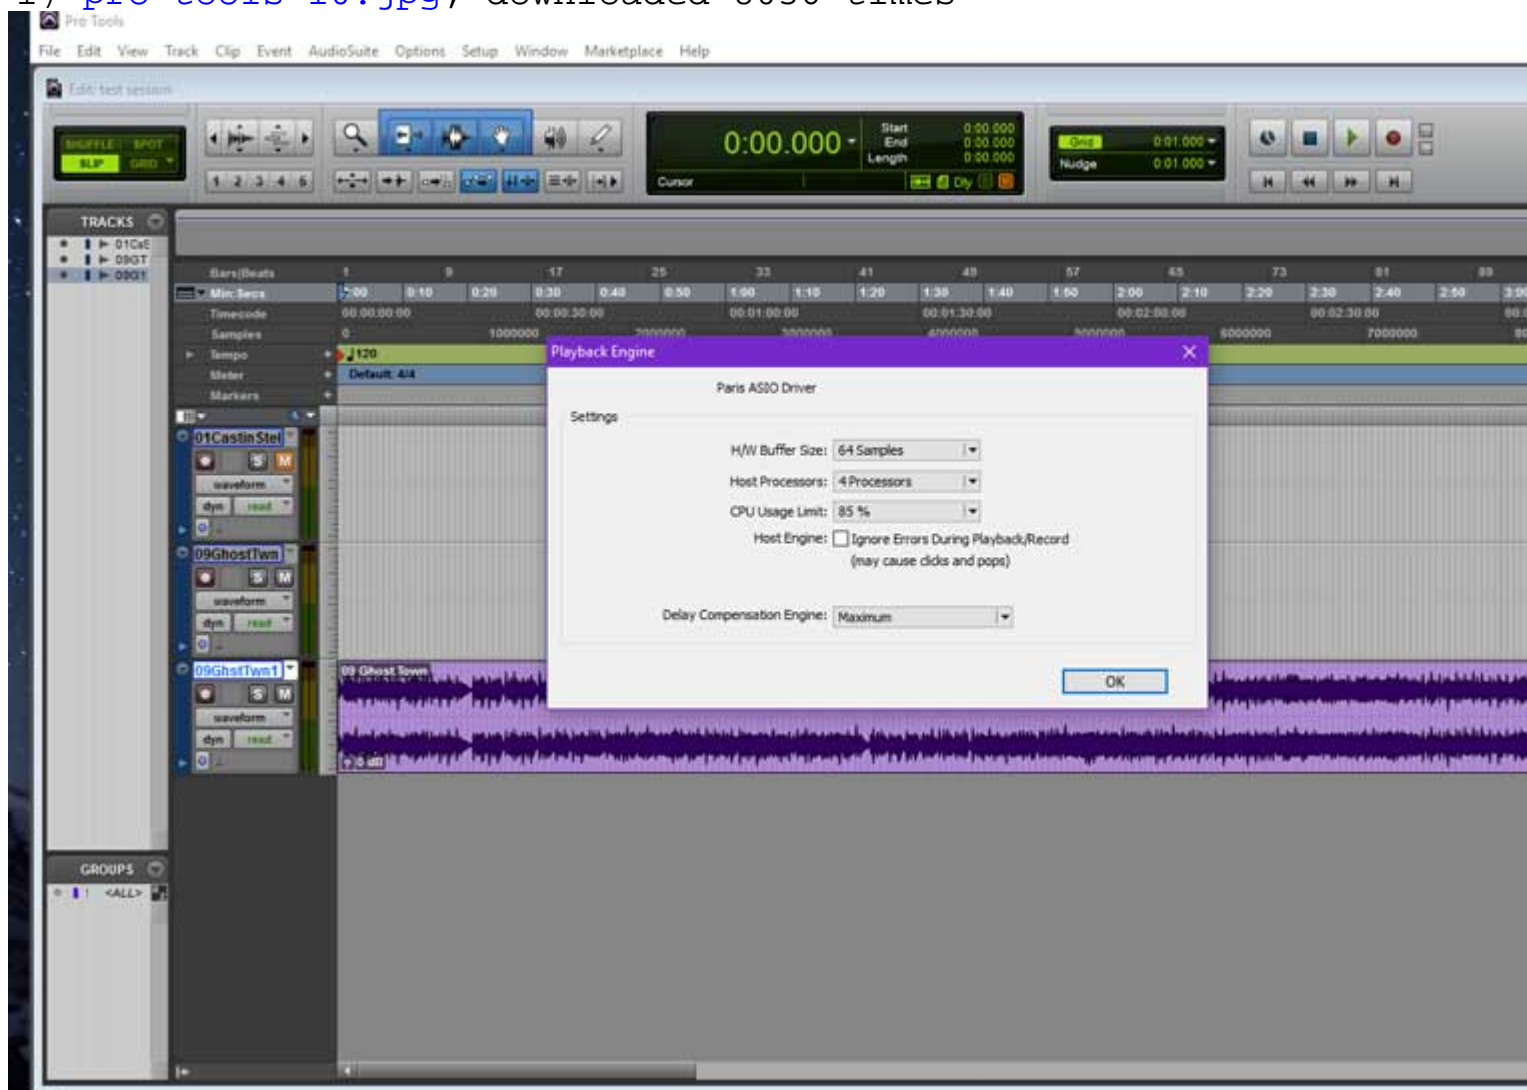 Pro Tools
File Edit View Track Clip Event AudioSuite Options Setup Window Marketplace Help
Edit: test session
SHUFFLE SPOT
SLIP GRID
1 2 3 4 5
0:00.000
Start 0:00.000
End 0:00.000
Length 0:00.000
Cursor
Dly
Grid 0:01.000
Nudge 0:01.000
TRACKS
01CsS
09GT
09G1
Bars|Beats 1 9 17 25 33 41 49 57 65 73 81 89
Min:Secs 0:00 0:10 0:20 0:30 0:40 0:50 1:00 1:10 1:20 1:30 1:40 1:50 2:00 2:10 2:20 2:30 2:40 2:50 3:00
Timecode 00:00:00:00 00:00:30:00 00:01:00:00 00:01:30:00 00:02:00:00 00:02:30:00
Samples 0 1000000 2000000 3000000 4000000 5000000 6000000 7000000
Tempo 120
Meter Default: 4/4
Markers
Playback Engine
Paris ASIO Driver
Settings
H/W Buffer Size: 64 Samples
Host Processors: 4 Processors
CPU Usage Limit: 85 %
Host Engine: Ignore Errors During Playback/Record
(may cause clicks and pops)
Delay Compensation Engine: Maximum
OK
01CastinStel
S M
waveform
dyn read
09GhostTwn
S M
waveform
dyn read
09GhstTwn1
S M
waveform
dyn read
09 Ghost Town
0 dB
GROUPS
! <ALL>